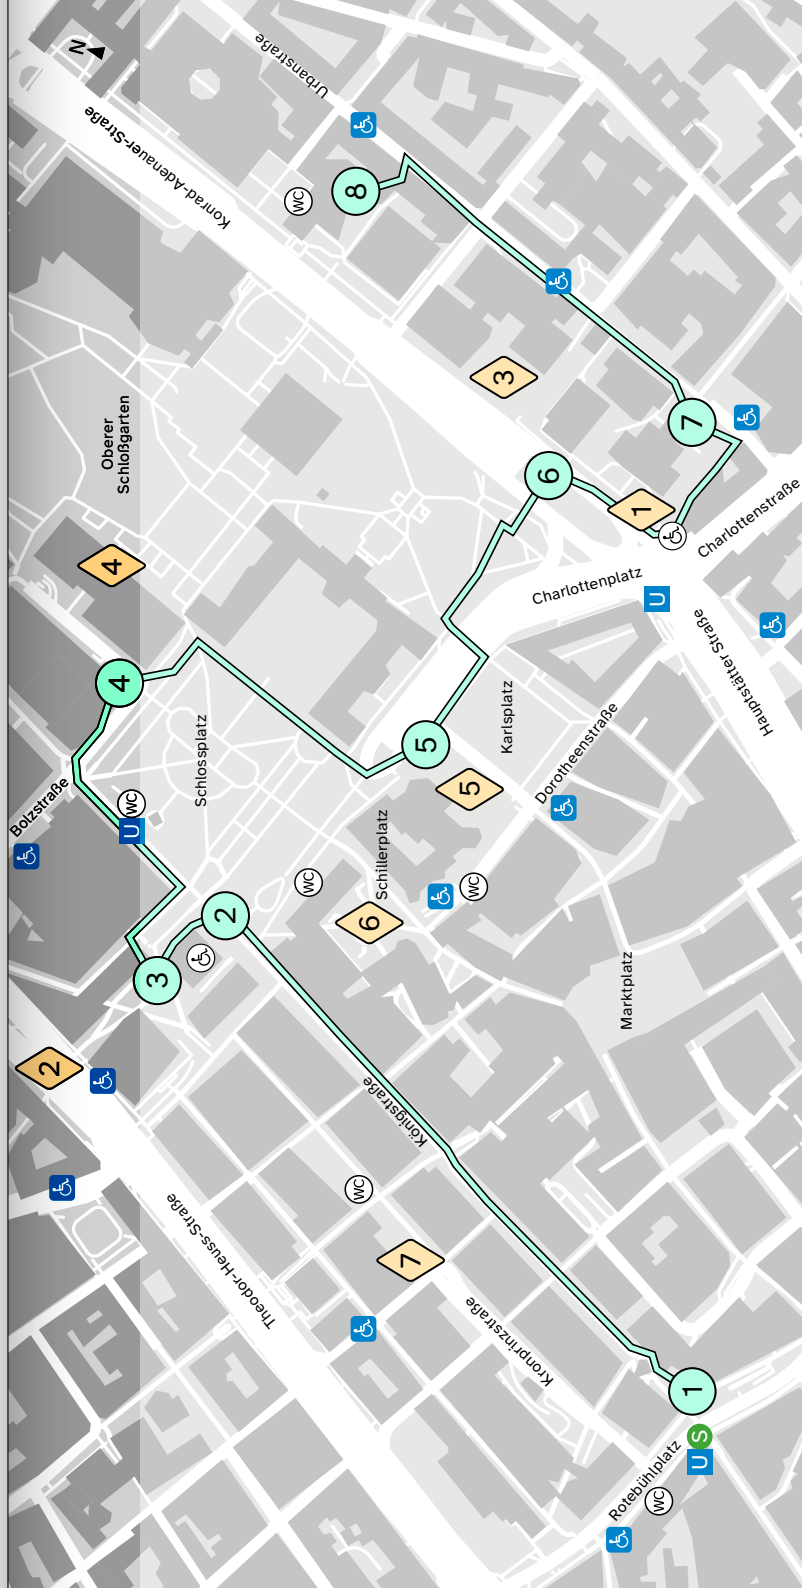 N
Urbanstraße
Konrad-Adenauer-Straße
WC
8
3
Oberer
Schloßgarten
7
6
1
4
Charlottenstraße
Charlottenplatz
U
Hauptstätter Straße
4
Karlsplatz
5
Schlossplatz
Dorotheenstraße
5
Bolzstraße
WC
U
Schillerplatz
WC
WC
6
2
3
Marktplatz
2
Königstraße
WC
7
Theodor-Heuss-Straße
Kronprinzstraße
1
S
U
Rotebühlplatz
WC